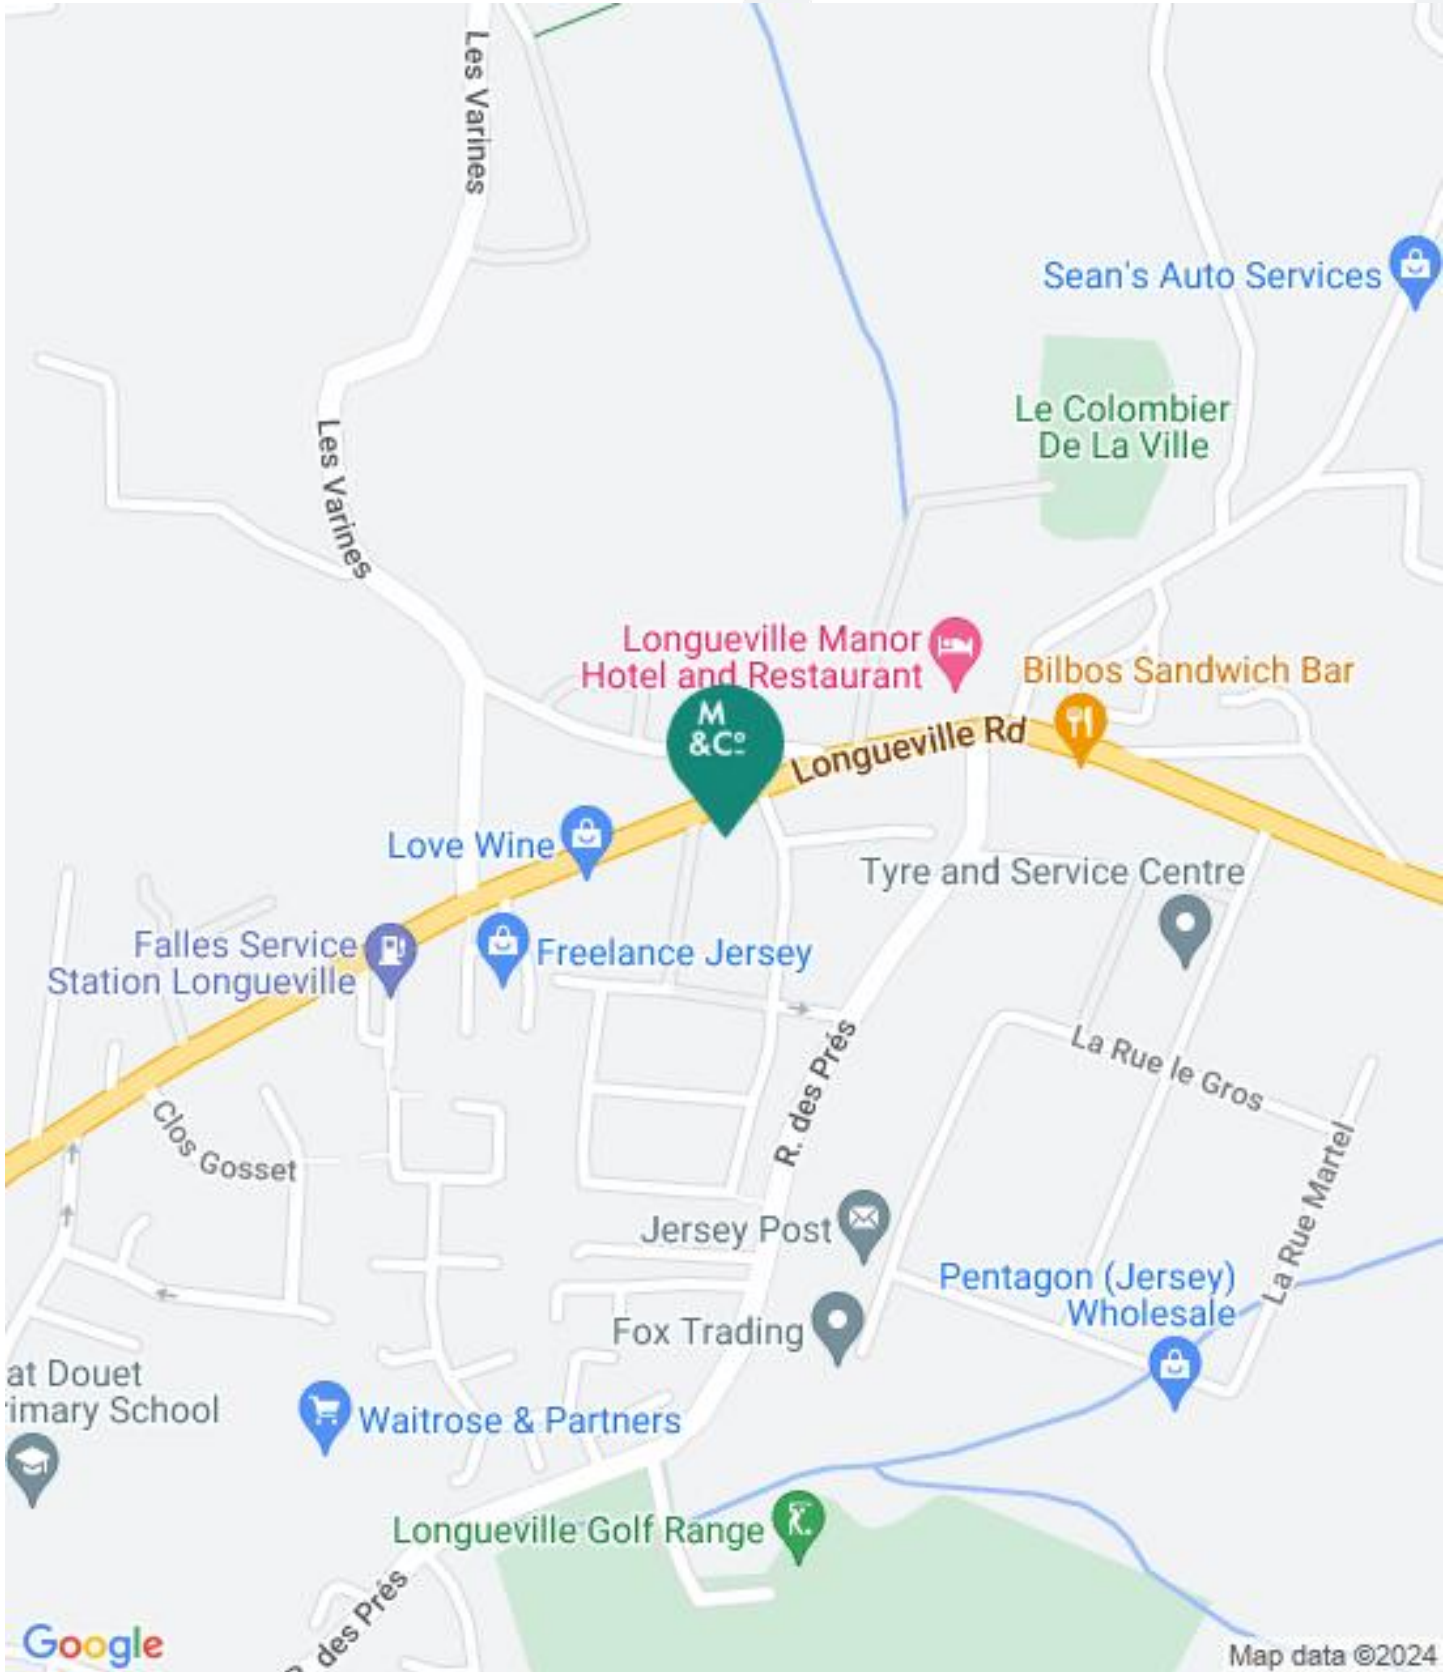 Les Varines
Sean's Auto Services
Le Colombier
De La Ville
Les Varines
Longueville Manor
Hotel and Restaurant
Bilbos Sandwich Bar
M
&Co
Longueville Rd
Love Wine
Tyre and Service Centre
Falles Service
Station Longueville
Freelance Jersey
La Rue le Gros
R. des Prés
Clos Gosset
La Rue Martel
Jersey Post
Pentagon (Jersey)
Wholesale
Fox Trading
at Douet
imary School
Waitrose & Partners
Longueville Golf Range
R. des Prés
Google
Map data ©2024